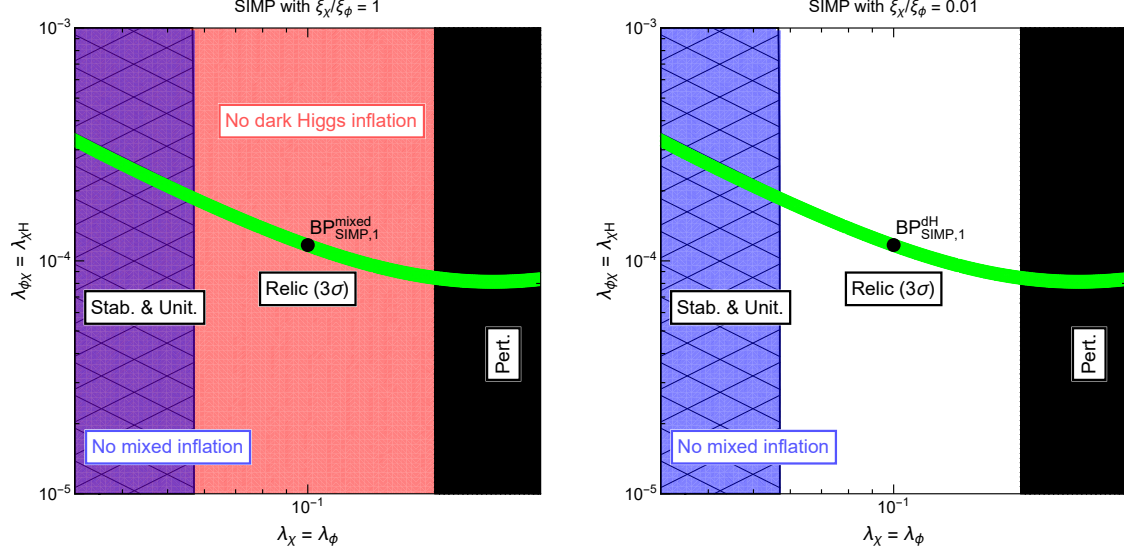 SIMP with ξχ/ξϕ = 1
10⁻³
No dark Higgs inflation
λϕχ = λχH
BP^mixed_SIMP,1
10⁻⁴
Relic (3σ)
Stab. & Unit.
Pert.
No mixed inflation
10⁻⁵
10⁻¹
λχ = λϕ
SIMP with ξχ/ξϕ = 0.01
10⁻³
λϕχ = λχH
BP^dH_SIMP,1
10⁻⁴
Relic (3σ)
Stab. & Unit.
Pert.
No mixed inflation
10⁻⁵
10⁻¹
λχ = λϕ